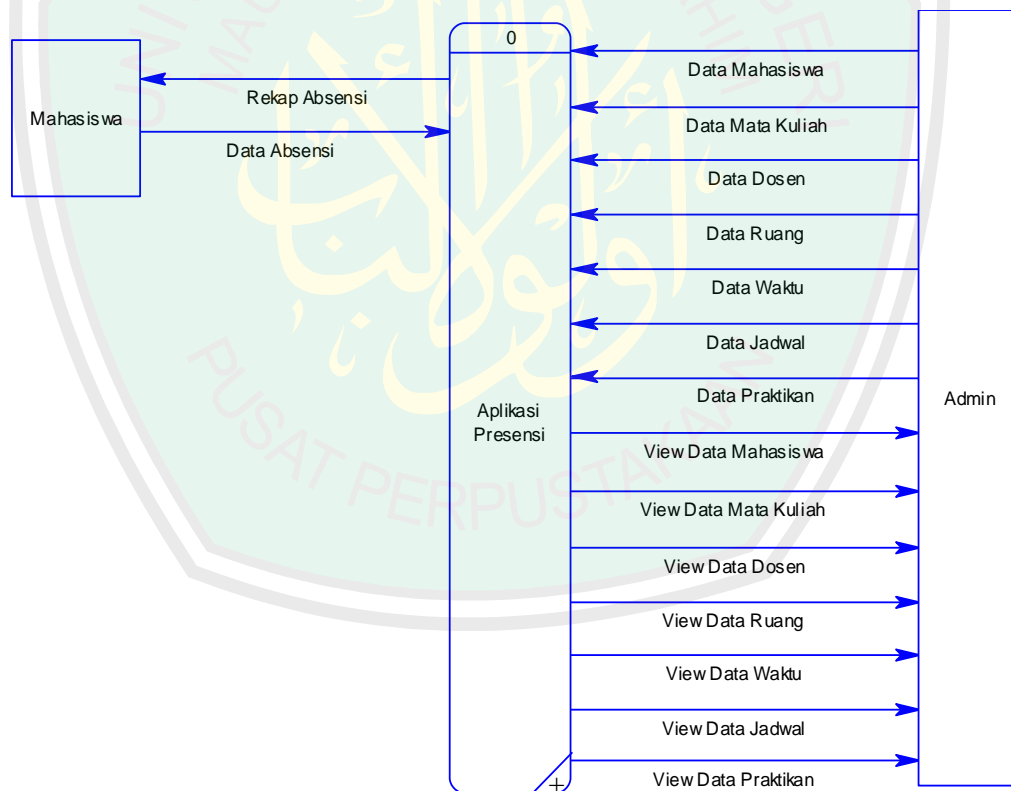 0
Mahasiswa
Rekap Absensi
Data Absensi
Aplikasi
Presensi
Data Mahasiswa
Data Mata Kuliah
Data Dosen
Data Ruang
Data Waktu
Data Jadwal
Data Praktikan
View Data Mahasiswa
View Data Mata Kuliah
View Data Dosen
View Data Ruang
View Data Waktu
View Data Jadwal
View Data Praktikan
Admin
+
PUSAT PERPUSTAKAAN